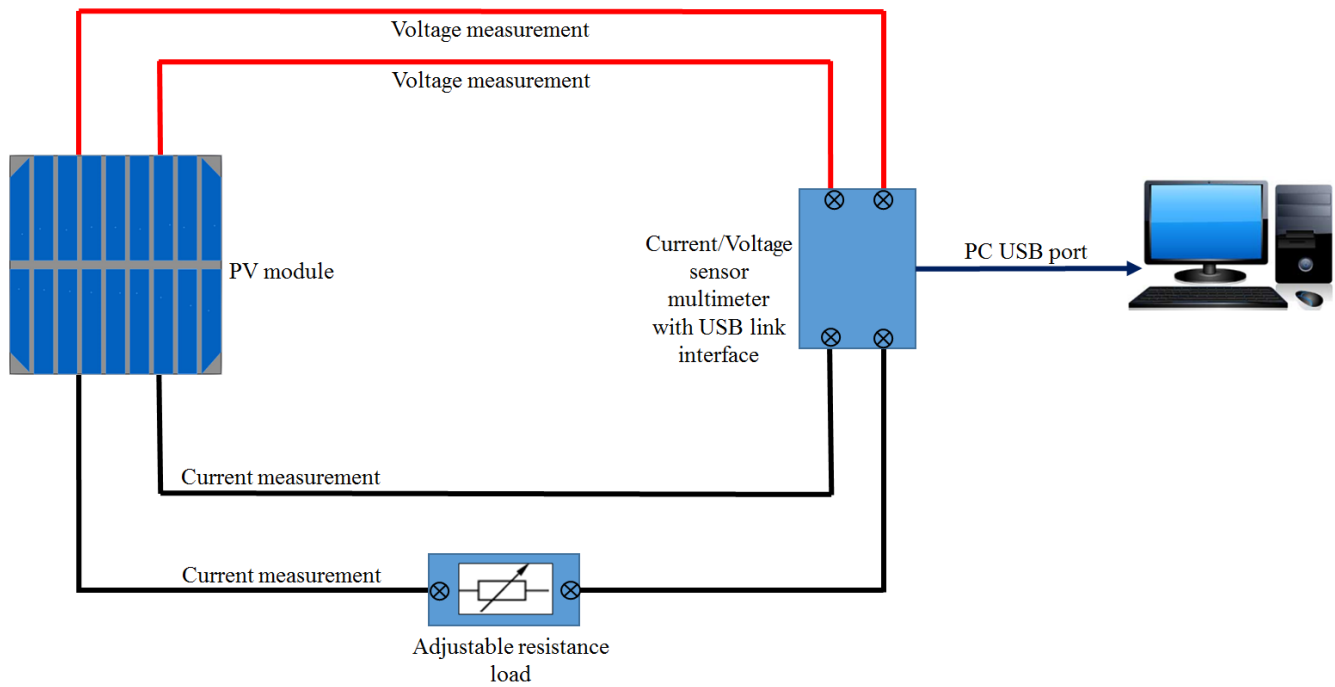 Voltage measurement
Voltage measurement
PV module
Current/Voltage
sensor
multimeter
with USB link
interface
PC USB port
Current measurement
Current measurement
Adjustable resistance
load